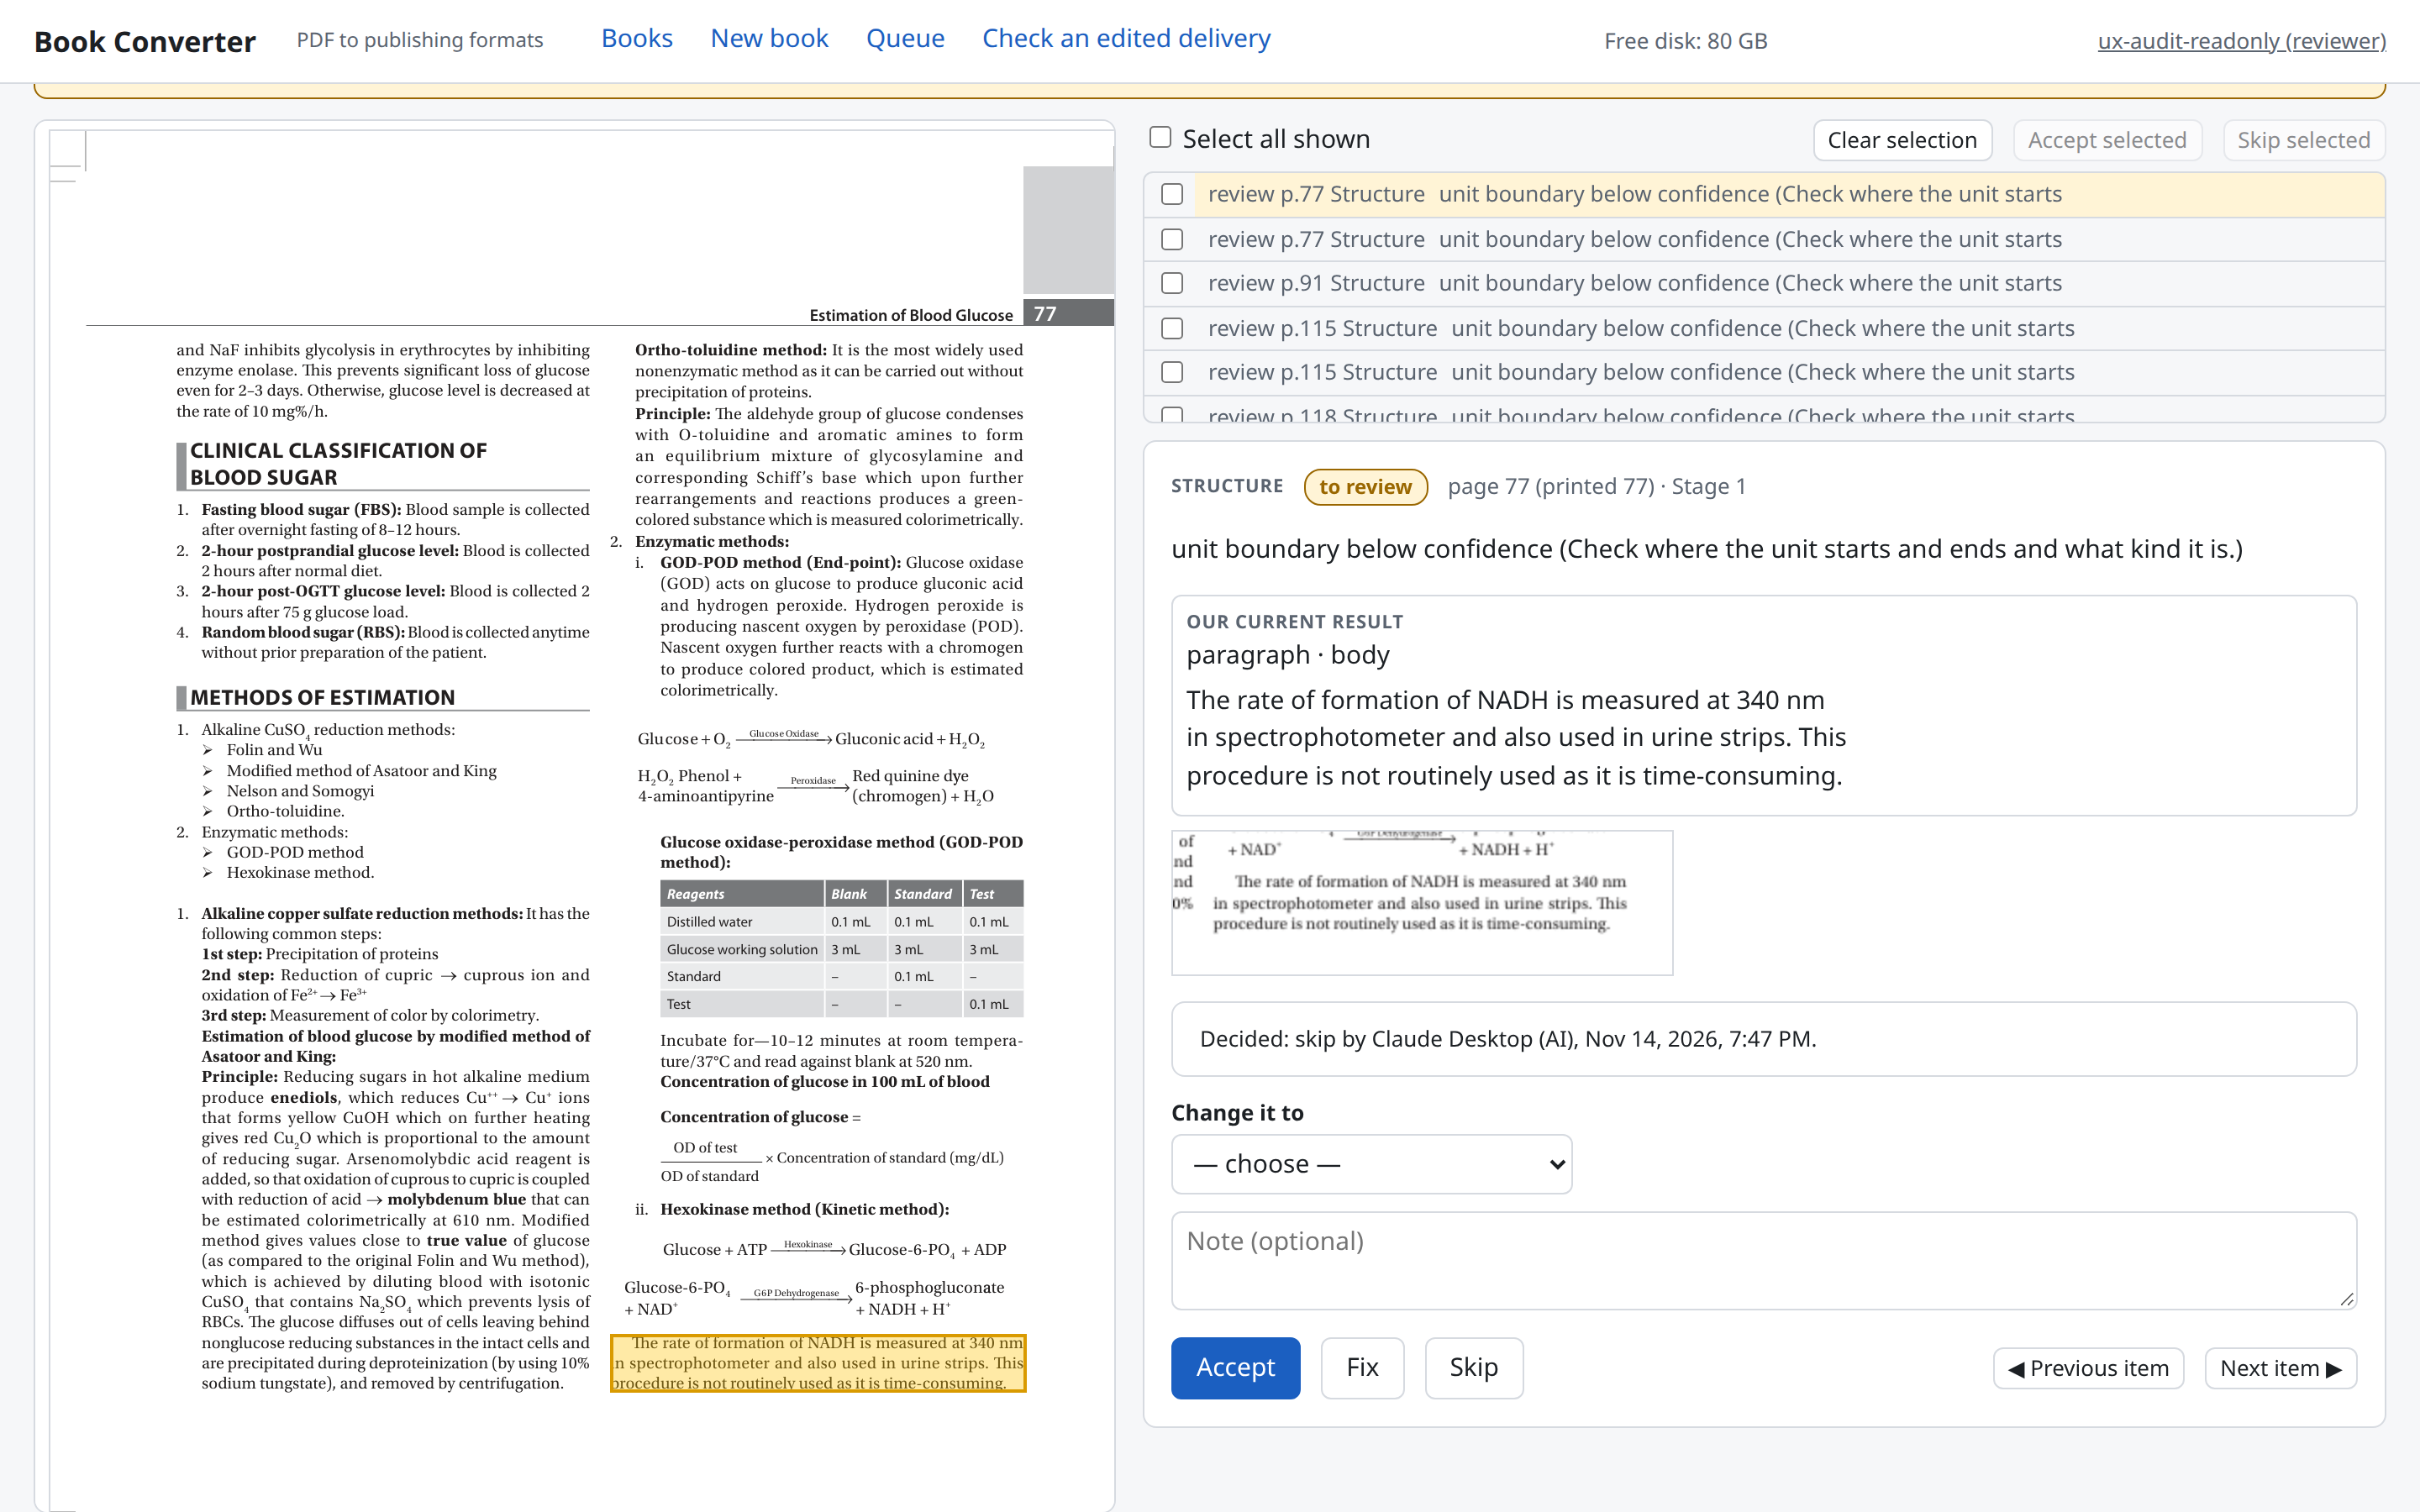 Book Converter
PDF to publishing formats
Books
New book
Queue
Check an edited delivery
Free disk: 80 GB
ux-audit-readonly (reviewer)
Estimation of Blood Glucose 77
and NaF inhibits glycolysis in erythrocytes by inhibiting
enzyme enolase. This prevents significant loss of glucose
even for 2–3 days. Otherwise, glucose level is decreased at
the rate of 10 mg%/h.
CLINICAL CLASSIFICATION OF
BLOOD SUGAR
1. Fasting blood sugar (FBS): Blood sample is collected
after overnight fasting of 8–12 hours.
2. 2-hour postprandial glucose level: Blood is collected
2 hours after normal diet.
3. 2-hour post-OGTT glucose level: Blood is collected 2
hours after 75 g glucose load.
4. Random blood sugar (RBS): Blood is collected anytime
without prior preparation of the patient.
METHODS OF ESTIMATION
1. Alkaline CuSO₄ reduction methods:
➢ Folin and Wu
➢ Modified method of Asatoor and King
➢ Nelson and Somogyi
➢ Ortho-toluidine.
2. Enzymatic methods:
➢ GOD-POD method
➢ Hexokinase method.
1. Alkaline copper sulfate reduction methods: It has the
following common steps:
1st step: Precipitation of proteins
2nd step: Reduction of cupric → cuprous ion and
oxidation of Fe²⁺ → Fe³⁺
3rd step: Measurement of color by colorimetry.
Estimation of blood glucose by modified method of
Asatoor and King:
Principle: Reducing sugars in hot alkaline medium
produce enediols, which reduces Cu⁺⁺ → Cu⁺ ions
that forms yellow CuOH which on further heating
gives red Cu₂O which is proportional to the amount
of reducing sugar. Arsenomolybdic acid reagent is
added, so that oxidation of cuprous to cupric is coupled
with reduction of acid → molybdenum blue that can
be estimated colorimetrically at 610 nm. Modified
method gives values close to true value of glucose
(as compared to the original Folin and Wu method),
which is achieved by diluting blood with isotonic
CuSO₄ that contains Na₂SO₄ which prevents lysis of
RBCs. The glucose diffuses out of cells leaving behind
nonglucose reducing substances in the intact cells and
are precipitated during deproteinization (by using 10%
sodium tungstate), and removed by centrifugation.
Ortho-toluidine method: It is the most widely used
nonenzymatic method as it can be carried out without
precipitation of proteins.
Principle: The aldehyde group of glucose condenses
with O-toluidine and aromatic amines to form
an equilibrium mixture of glycosylamine and
corresponding Schiff's base which upon further
rearrangements and reactions produces a green-
colored substance which is measured colorimetrically.
2. Enzymatic methods:
i. GOD-POD method (End-point): Glucose oxidase
(GOD) acts on glucose to produce gluconic acid
and hydrogen peroxide. Hydrogen peroxide is
producing nascent oxygen by peroxidase (POD).
Nascent oxygen further reacts with a chromogen
to produce colored product, which is estimated
colorimetrically.
Glucose + O₂ Glucose Oxidase → Gluconic acid + H₂O₂
H₂O₂ Phenol + Peroxidase → Red quinine dye
4-aminoantipyrine (chromogen) + H₂O
Glucose oxidase-peroxidase method (GOD-POD
method):
Reagents Blank Standard Test
Distilled water 0.1 mL 0.1 mL 0.1 mL
Glucose working solution 3 mL 3 mL 3 mL
Standard – 0.1 mL –
Test – – 0.1 mL
Incubate for—10–12 minutes at room tempera-
ture/37°C and read against blank at 520 nm.
Concentration of glucose in 100 mL of blood
Concentration of glucose =
OD of test
× Concentration of standard (mg/dL)
OD of standard
ii. Hexokinase method (Kinetic method):
Glucose + ATP Hexokinase → Glucose-6-PO₄ + ADP
Glucose-6-PO₄ G6P Dehydrogenase → 6-phosphogluconate
+ NAD⁺ + NADH + H⁺
The rate of formation of NADH is measured at 340 nm
in spectrophotometer and also used in urine strips. This
procedure is not routinely used as it is time-consuming.
Select all shown
Clear selection
Accept selected
Skip selected
review p.77 Structure unit boundary below confidence (Check where the unit starts
review p.77 Structure unit boundary below confidence (Check where the unit starts
review p.91 Structure unit boundary below confidence (Check where the unit starts
review p.115 Structure unit boundary below confidence (Check where the unit starts
review p.115 Structure unit boundary below confidence (Check where the unit starts
review p.118 Structure unit boundary below confidence (Check where the unit starts
STRUCTURE to review page 77 (printed 77) · Stage 1
unit boundary below confidence (Check where the unit starts and ends and what kind it is.)
OUR CURRENT RESULT
paragraph · body
The rate of formation of NADH is measured at 340 nm
in spectrophotometer and also used in urine strips. This
procedure is not routinely used as it is time-consuming.
of + NAD⁺ + NADH + H⁺
nd
nd The rate of formation of NADH is measured at 340 nm
0% in spectrophotometer and also used in urine strips. This
procedure is not routinely used as it is time-consuming.
Decided: skip by Claude Desktop (AI), Nov 14, 2026, 7:47 PM.
Change it to
— choose —
Note (optional)
Accept
Fix
Skip
◀ Previous item
Next item ▶